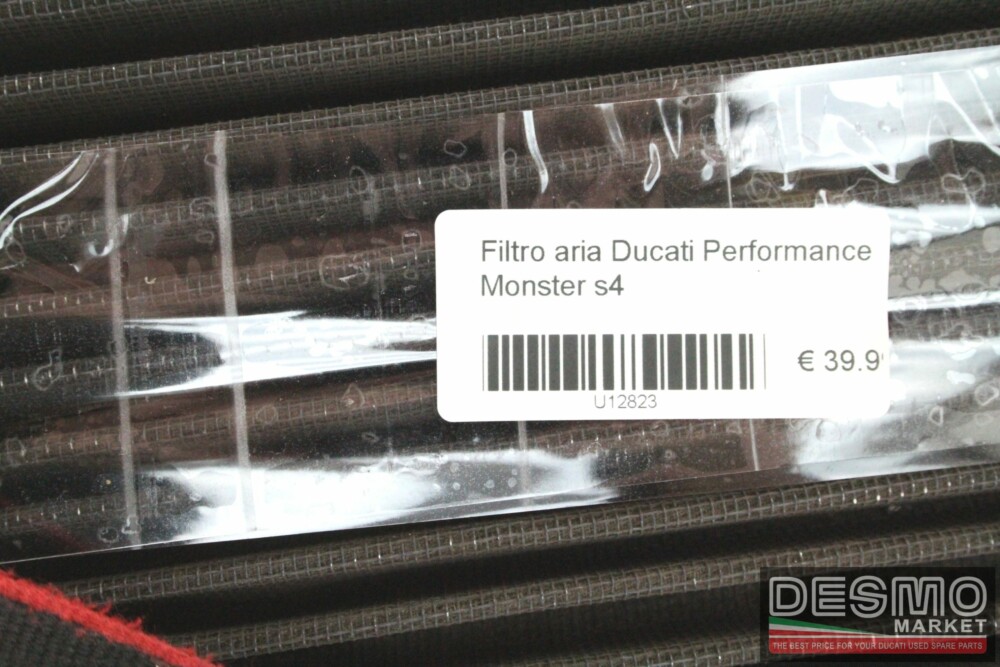 Filtro aria Ducati Performance
Monster s4
€ 39.9
U12823
DESMO
MARKET
THE BEST PRICE FOR YOUR DUCATI USED SPARE PARTS